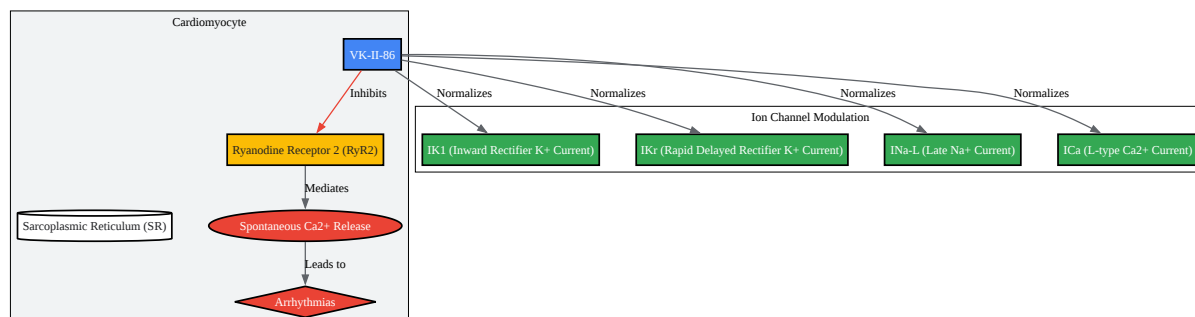 Cardiomyocyte
VK-II-86
Inhibits
Normalizes
Normalizes
Normalizes
Normalizes
Ion Channel Modulation
Ryanodine Receptor 2 (RyR2)
IK1 (Inward Rectifier K+ Current)
IKr (Rapid Delayed Rectifier K+ Current)
INa-L (Late Na+ Current)
ICa (L-type Ca2+ Current)
Mediates
Sarcoplasmic Reticulum (SR)
Spontaneous Ca2+ Release
Leads to
Arrhythmias